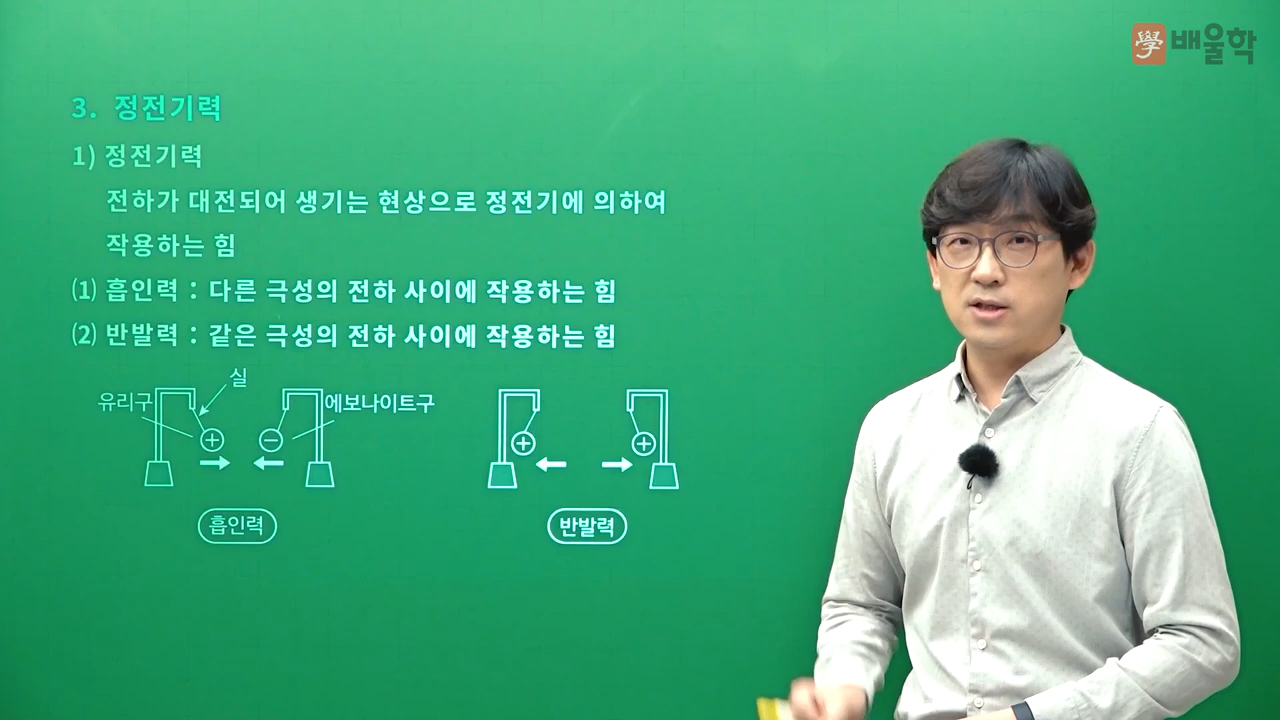 學 배울학
3. 정전기력
1) 정전기력
전하가 대전되어 생기는 현상으로 정전기에 의하여
작용하는 힘
⑴ 흡인력 : 다른 극성의 전하 사이에 작용하는 힘
⑵ 반발력 : 같은 극성의 전하 사이에 작용하는 힘
실
유리구
에보나이트구
+ −
+ +
흡인력
반발력